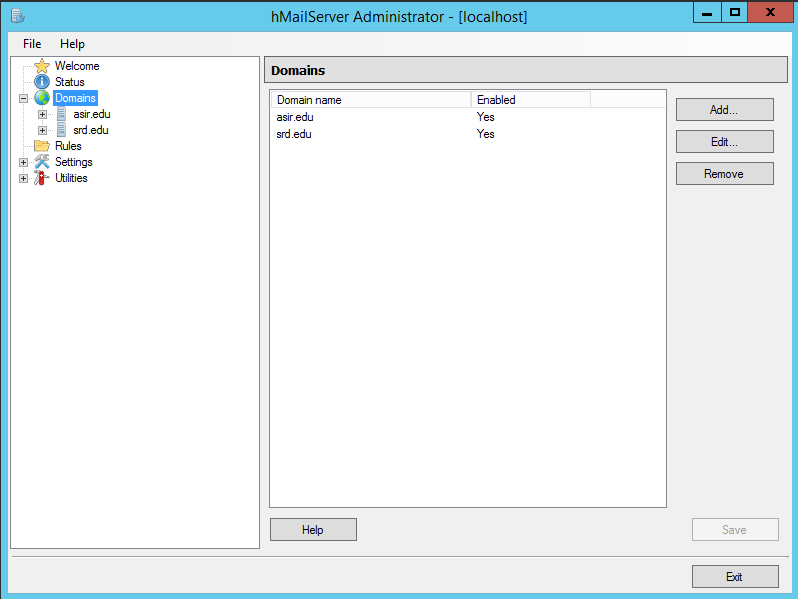 hMailServer Administrator - [localhost]
File Help
Welcome
Status
Domains
asir.edu
srd.edu
Rules
Settings
Utilities
Domains
Domain name Enabled
asir.edu Yes
srd.edu Yes
Add...
Edit...
Remove
Help
Save
Exit